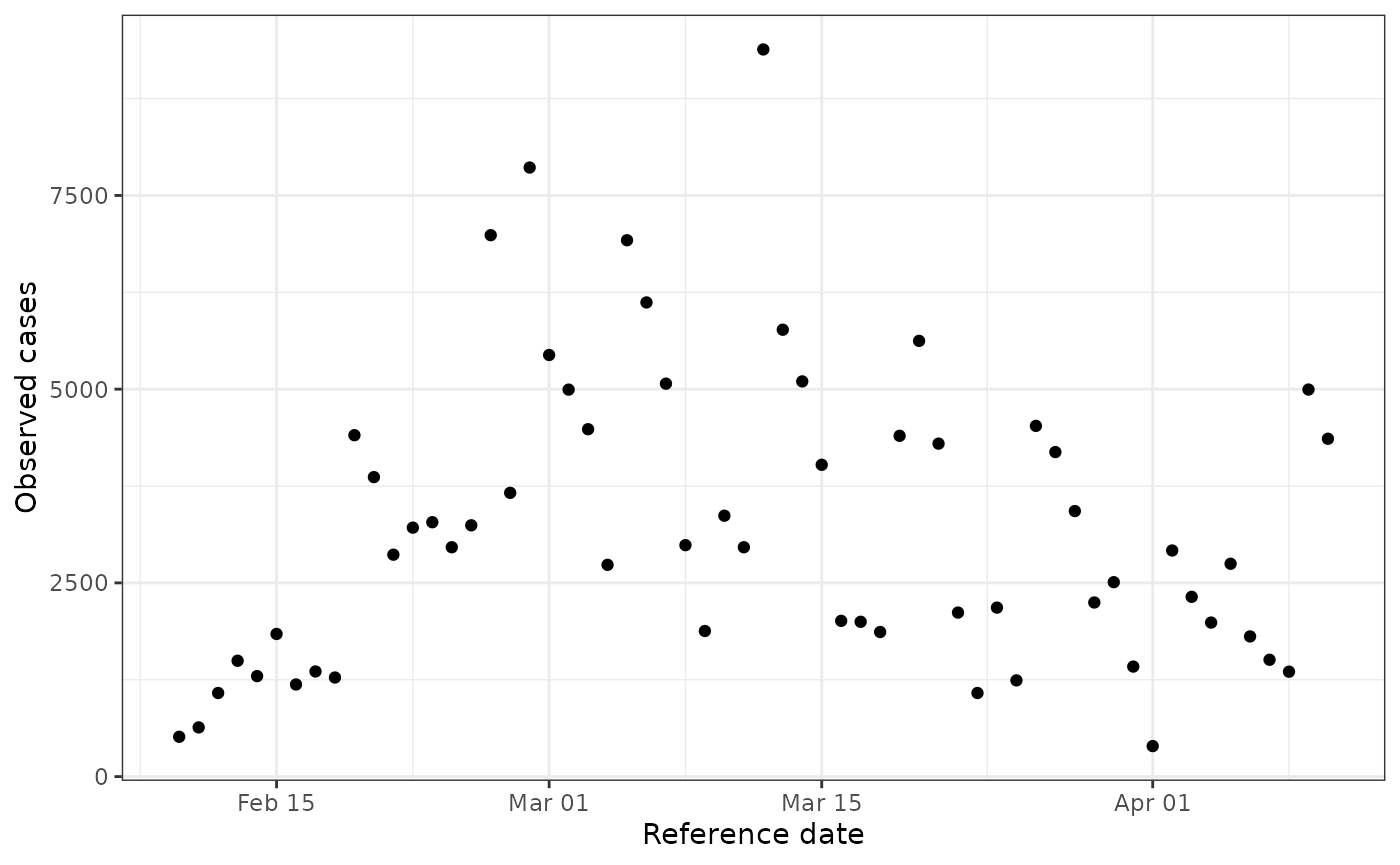 Observed cases
7500
5000
2500
0
Feb 15
Mar 01
Mar 15
Apr 01
Reference date